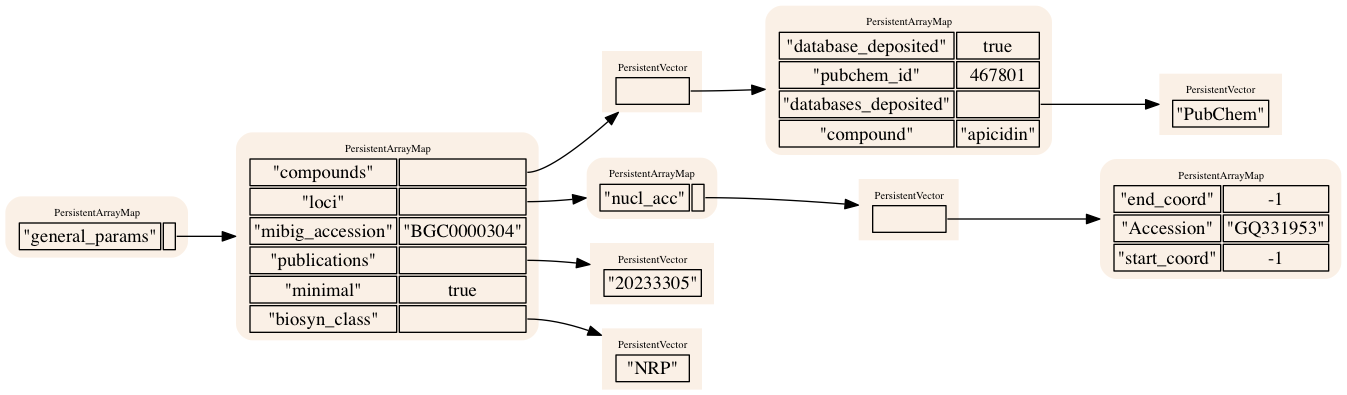 PersistentArrayMap
"general_params"
PersistentArrayMap
"compounds"
"loci"
"mibig_accession" "BGC0000304"
"publications"
"minimal" true
"biosyn_class"
PersistentVector
PersistentArrayMap
"database_deposited" true
"pubchem_id" 467801
"databases_deposited"
"compound" "apicidin"
PersistentVector
"PubChem"
PersistentArrayMap
"nucl_acc"
PersistentVector
PersistentArrayMap
"end_coord" -1
"Accession" "GQ331953"
"start_coord" -1
PersistentVector
"20233305"
PersistentVector
"NRP"